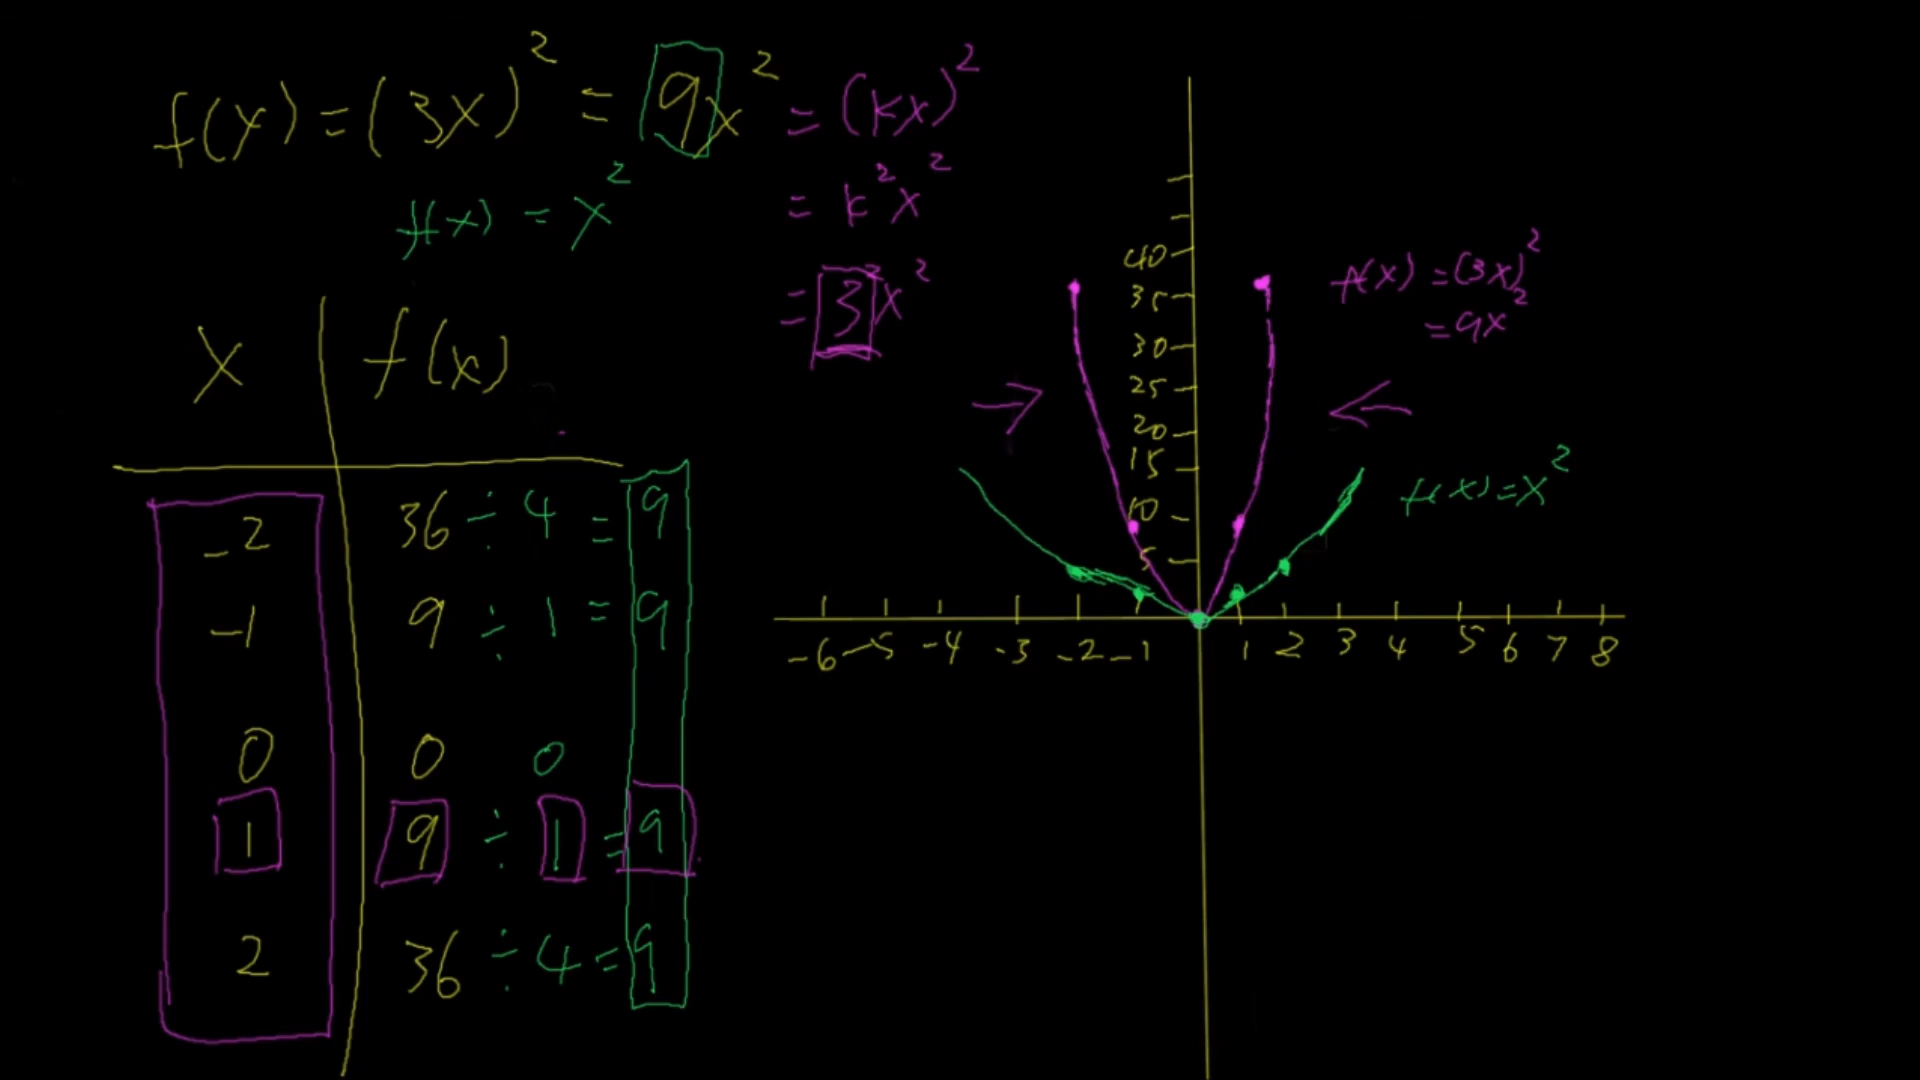 f(x) = (3x)² = 9x² = (kx)²
f(x) = x²
= k²x²
= 3²x²
x f(x)
-2 36 ÷ 4 = 9
-1 9 ÷ 1 = 9
0 0 0
1 9 ÷ 1 = 9
2 36 ÷ 4 = 9
40
35
30
25
20
15
10
5
-6 -5 -4 -3 -2 -1 1 2 3 4 5 6 7 8
f(x) = (3x)²
= 9x²
f(x) = x²